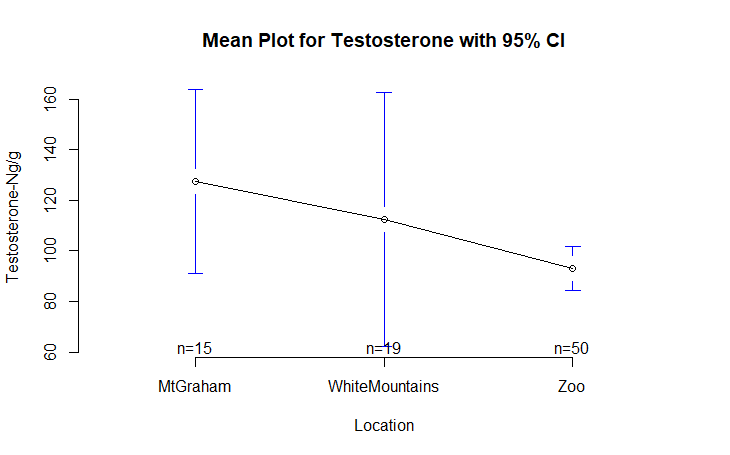 Mean Plot for Testosterone with 95% CI
Testosterone-Ng/g
160
140
120
100
80
60
n=15 n=19 n=50
MtGraham WhiteMountains Zoo
Location